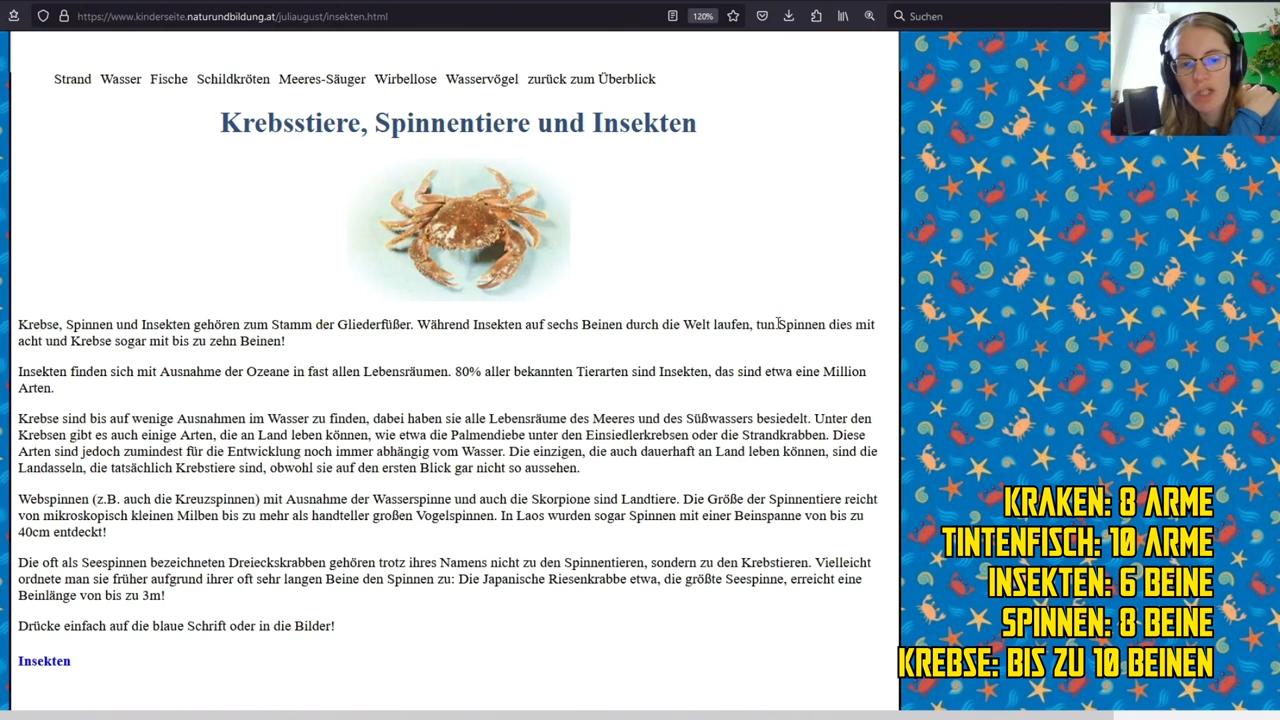 https://www.kinderseite.naturundbildung.at/juliaugust/insekten.html
120%
Suchen
Strand Wasser Fische Schildkröten Meeres-Säuger Wirbellose Wasservögel zurück zum Überblick
Krebsstiere, Spinnentiere und Insekten
Krebse, Spinnen und Insekten gehören zum Stamm der Gliederfüßer. Während Insekten auf sechs Beinen durch die Welt laufen, tun Spinnen dies mit
acht und Krebse sogar mit bis zu zehn Beinen!
Insekten finden sich mit Ausnahme der Ozeane in fast allen Lebensräumen. 80% aller bekannten Tierarten sind Insekten, das sind etwa eine Million
Arten.
Krebse sind bis auf wenige Ausnahmen im Wasser zu finden, dabei haben sie alle Lebensräume des Meeres und des Süßwassers besiedelt. Unter den
Krebsen gibt es auch einige Arten, die an Land leben können, wie etwa die Palmendiebe unter den Einsiedlerkrebsen oder die Strandkrabben. Diese
Arten sind jedoch zumindest für die Entwicklung noch immer abhängig vom Wasser. Die einzigen, die auch dauerhaft an Land leben können, sind die
Landasseln, die tatsächlich Krebstiere sind, obwohl sie auf den ersten Blick gar nicht so aussehen.
Webspinnen (z.B. auch die Kreuzspinnen) mit Ausnahme der Wasserspinne und auch die Skorpione sind Landtiere. Die Größe der Spinnentiere reicht
von mikroskopisch kleinen Milben bis zu mehr als handteller großen Vogelspinnen. In Laos wurden sogar Spinnen mit einer Beinspanne von bis zu
40cm entdeckt!
Die oft als Seespinnen bezeichneten Dreieckskrabben gehören trotz ihres Namens nicht zu den Spinnentieren, sondern zu den Krebstieren. Vielleicht
ordnete man sie früher aufgrund ihrer oft sehr langen Beine den Spinnen zu: Die Japanische Riesenkrabbe etwa, die größte Seespinne, erreicht eine
Beinlänge von bis zu 3m!
Drücke einfach auf die blaue Schrift oder in die Bilder!
Insekten
KRAKEN: 8 ARME
TINTENFISCH: 10 ARME
INSEKTEN: 6 BEINE
SPINNEN: 8 BEINE
KREBSE: BIS ZU 10 BEINEN